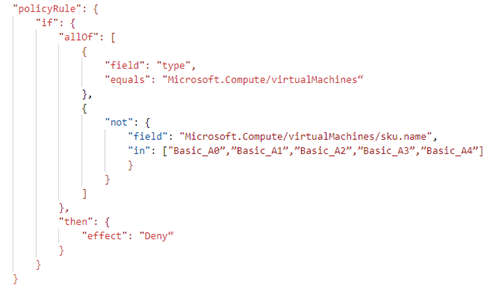 "policyRule": {
"if": {
"allOf": [
{
"field": "type",
"equals": "Microsoft.Compute/virtualMachines“
},
{
"not": {
"field": "Microsoft.Compute/virtualMachines/sku.name",
"in": ["Basic_A0”,”Basic_A1”,”Basic_A2”,”Basic_A3”,”Basic_A4”]
}
}
]
},
"then": {
"effect": "Deny“
}
}
}